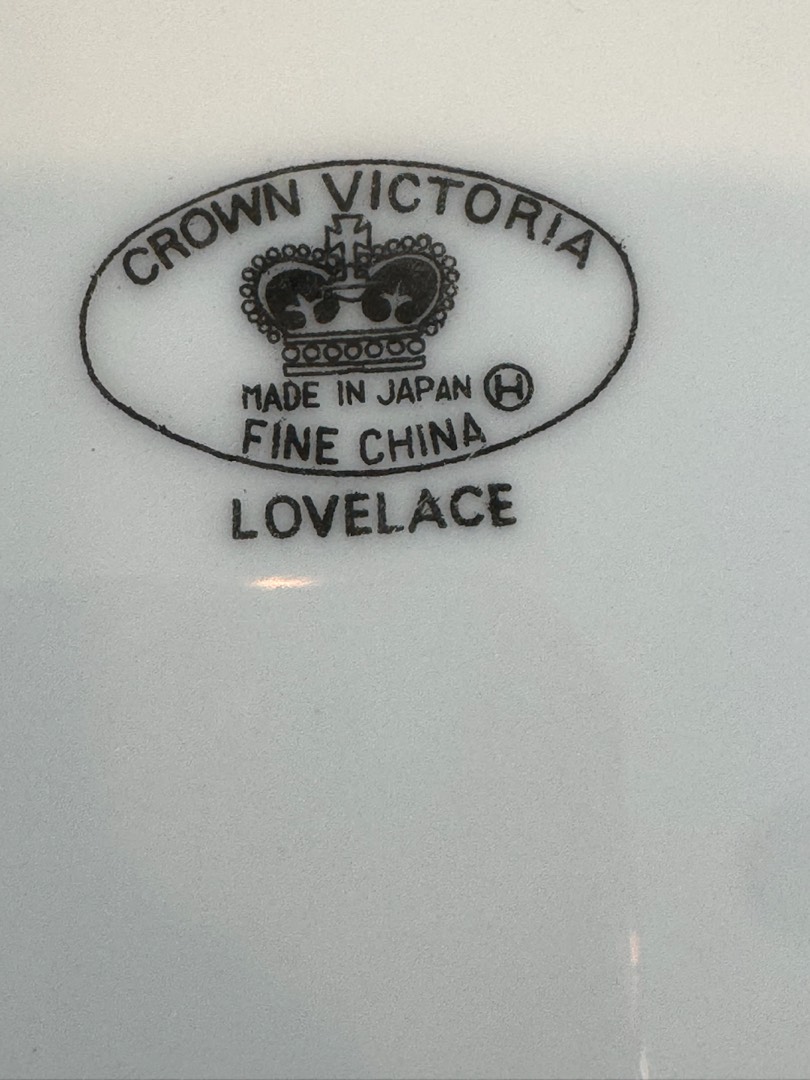 CROWN VICTORIA
MADE IN JAPAN Ⓗ
FINE CHINA
LOVELACE